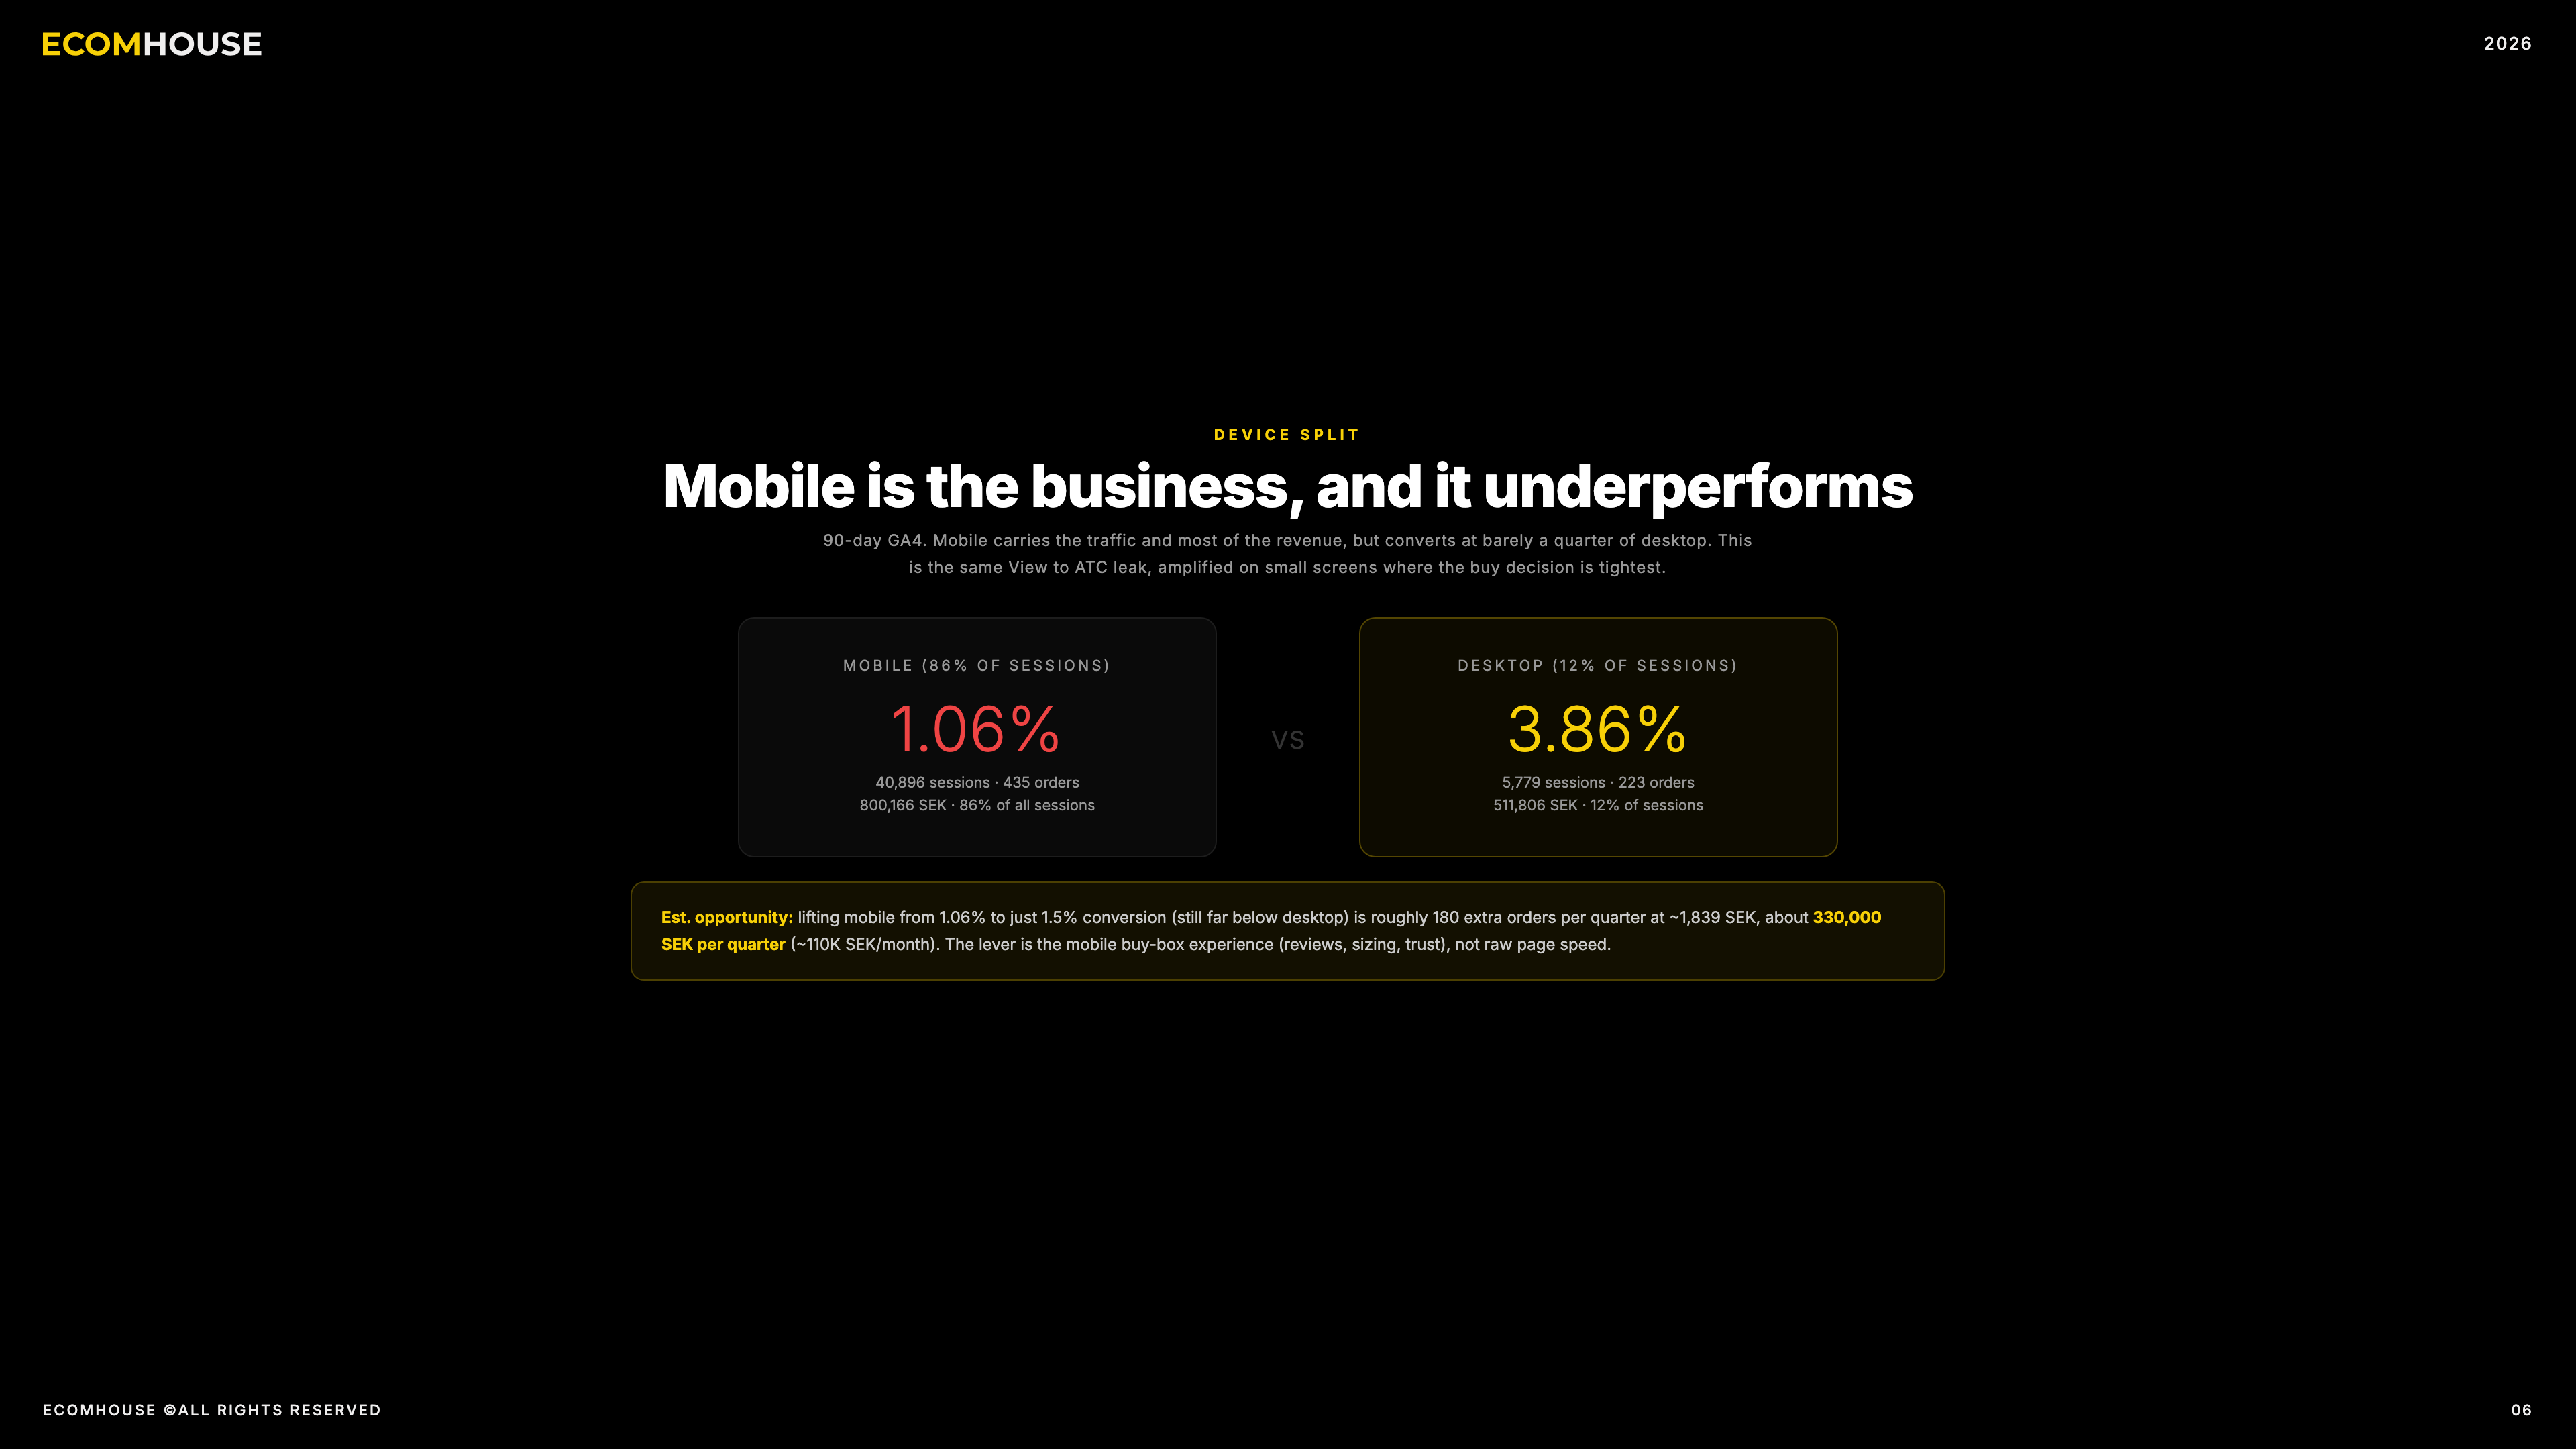 ECOMHOUSE
2026
DEVICE SPLIT
Mobile is the business, and it underperforms
90-day GA4. Mobile carries the traffic and most of the revenue, but converts at barely a quarter of desktop. This
is the same View to ATC leak, amplified on small screens where the buy decision is tightest.
MOBILE (86% OF SESSIONS)
1.06%
40,896 sessions · 435 orders
800,166 SEK · 86% of all sessions
VS
DESKTOP (12% OF SESSIONS)
3.86%
5,779 sessions · 223 orders
511,806 SEK · 12% of sessions
Est. opportunity: lifting mobile from 1.06% to just 1.5% conversion (still far below desktop) is roughly 180 extra orders per quarter at ~1,839 SEK, about 330,000
SEK per quarter (~110K SEK/month). The lever is the mobile buy-box experience (reviews, sizing, trust), not raw page speed.
ECOMHOUSE ©ALL RIGHTS RESERVED
06